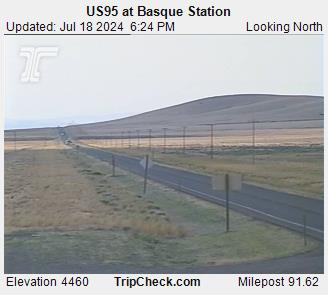 US95 at Basque Station
Updated: Jul 18 2024 6:24 PM Looking North
Elevation 4460 TripCheck.com Milepost 91.62